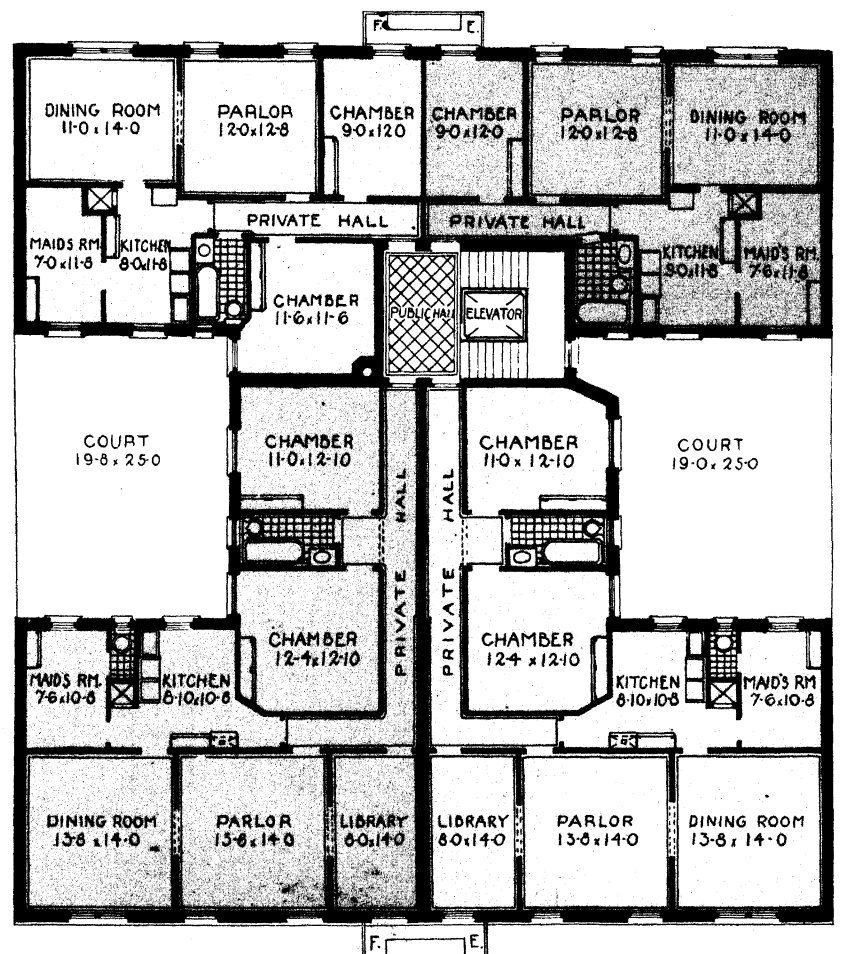 F. E.
DINING ROOM
11-0 x 14-0
PARLOR
12-0 x 12-8
CHAMBER
9-0 x 12-0
CHAMBER
9-0 x 12-0
PARLOR
12-0 x 12-8
DINING ROOM
11-0 x 14-0
PRIVATE HALL
PRIVATE HALL
MAID'S RM.
7-0 x 11-8
KITCHEN
8-0 x 11-8
CHAMBER
11-6 x 11-6
PUBLIC HALL
ELEVATOR
KITCHEN
9-0 x 11-8
MAID'S RM.
7-6 x 11-8
COURT
19-8 x 25-0
CHAMBER
11-0 x 12-10
PRIVATE HALL
PRIVATE HALL
CHAMBER
11-0 x 12-10
COURT
19-0 x 25-0
CHAMBER
12-4 x 12-10
CHAMBER
12-4 x 12-10
MAID'S RM.
7-6 x 10-8
KITCHEN
8-10 x 10-8
KITCHEN
8-10 x 10-8
MAID'S RM
7-6 x 10-8
DINING ROOM
13-8 x 14-0
PARLOR
13-8 x 14-0
LIBRARY
8-0 x 14-0
LIBRARY
8-0 x 14-0
PARLOR
13-8 x 14-0
DINING ROOM
13-8 x 14-0
F. E.